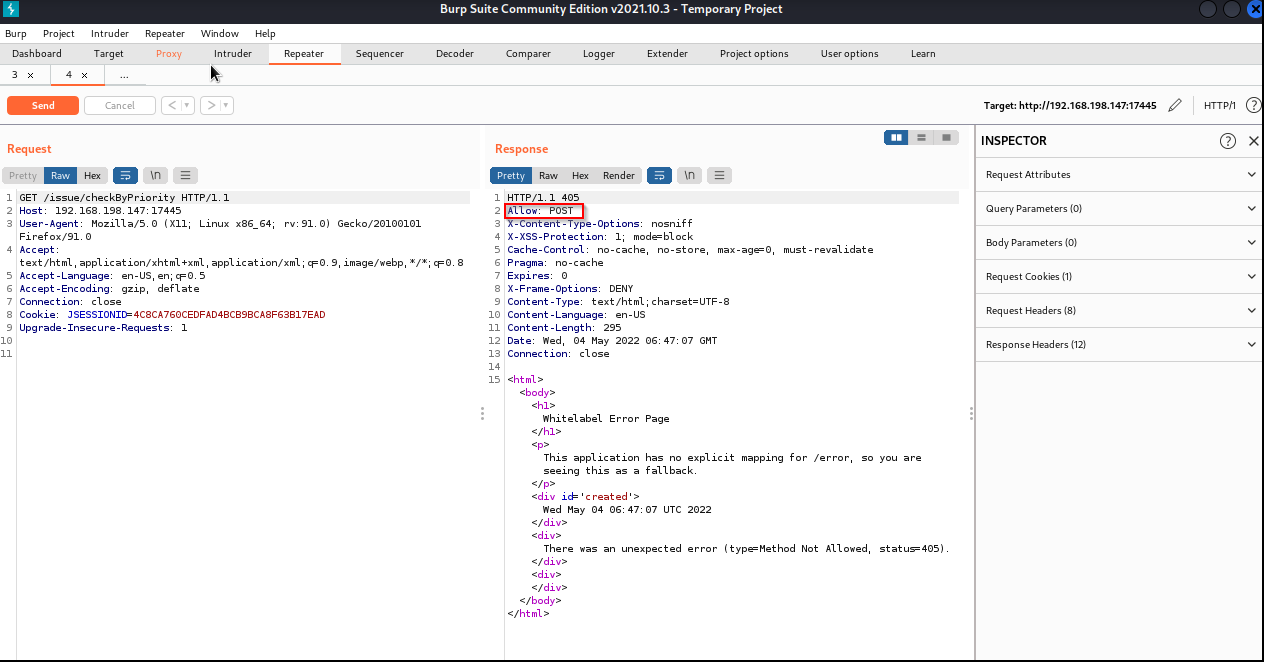 Burp Suite Community Edition v2021.10.3 - Temporary Project
Burp Project Intruder Repeater Window Help
Dashboard Target Proxy Intruder Repeater Sequencer Decoder Comparer Logger Extender Project options User options Learn
3 × 4 × ...
Send Cancel < > Target: http://192.168.198.147:17445 HTTP/1 ?
Request
Pretty Raw Hex \n
1 GET /issue/checkByPriority HTTP/1.1
2 Host: 192.168.198.147:17445
3 User-Agent: Mozilla/5.0 (X11; Linux x86_64; rv:91.0) Gecko/20100101
Firefox/91.0
4 Accept:
text/html,application/xhtml+xml,application/xml;q=0.9,image/webp,*/*;q=0.8
5 Accept-Language: en-US,en;q=0.5
6 Accept-Encoding: gzip, deflate
7 Connection: close
8 Cookie: JSESSIONID=4C8CA760CEDFAD4BCB9BCA8F63B17EAD
9 Upgrade-Insecure-Requests: 1
10
11
Response
Pretty Raw Hex Render \n
1 HTTP/1.1 405
2 Allow: POST
3 X-Content-Type-Options: nosniff
4 X-XSS-Protection: 1; mode=block
5 Cache-Control: no-cache, no-store, max-age=0, must-revalidate
6 Pragma: no-cache
7 Expires: 0
8 X-Frame-Options: DENY
9 Content-Type: text/html;charset=UTF-8
10 Content-Language: en-US
11 Content-Length: 295
12 Date: Wed, 04 May 2022 06:47:07 GMT
13 Connection: close
14
15 <html>
<body>
<h1>
Whitelabel Error Page
</h1>
<p>
This application has no explicit mapping for /error, so you are
seeing this as a fallback.
</p>
<div id='created'>
Wed May 04 06:47:07 UTC 2022
</div>
<div>
There was an unexpected error (type=Method Not Allowed, status=405).
</div>
<div>
</div>
</body>
</html>
INSPECTOR ?
Request Attributes
Query Parameters (0)
Body Parameters (0)
Request Cookies (1)
Request Headers (8)
Response Headers (12)